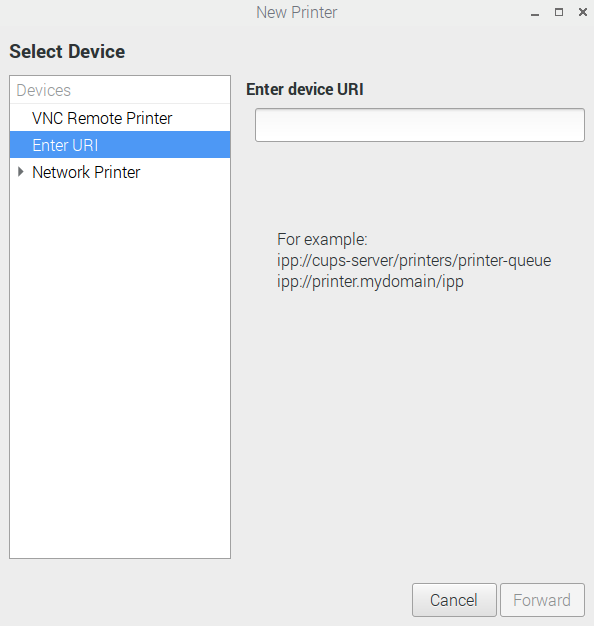 New Printer
Select Device
Devices
VNC Remote Printer
Enter URI
Network Printer
Enter device URI
For example:
ipp://cups-server/printers/printer-queue
ipp://printer.mydomain/ipp
Cancel
Forward